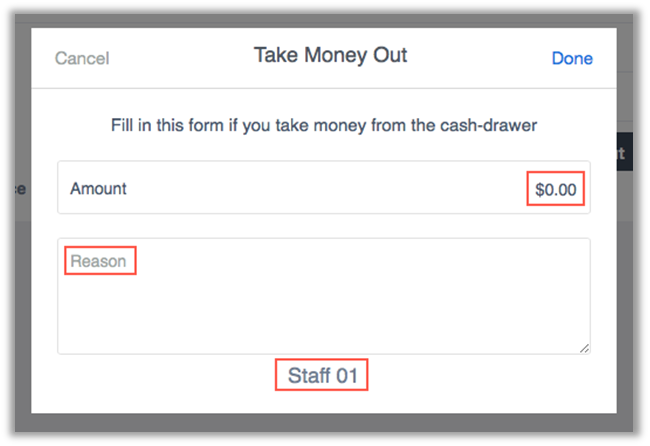 Cancel Take Money Out Done
Fill in this form if you take money from the cash-drawer
Amount $0.00
Reason
Staff 01